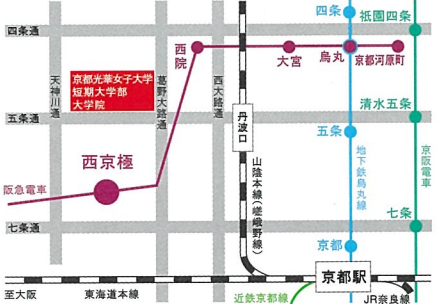 四条
祇園四条
四条通
西院
大宮
烏丸
京都河原町
天神川通
京都光華女子大学
短期大学部
大学院
葛野大路通
西大路通
丹波口
清水五条
五条通
五条
西京極
山陰本線(嵯峨野線)
地下鉄烏丸線
京阪電車
阪急電車
七条
七条通
京都
京都駅
至大阪
東海道本線
近鉄京都線
JR奈良線